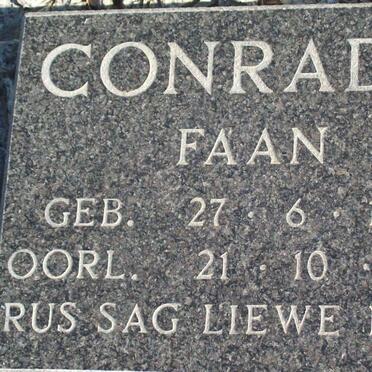 CONRAD
FAAN
GEB. 27 · 6 ·
OORL. 21 · 10 ·
RUS SAG LIEWE